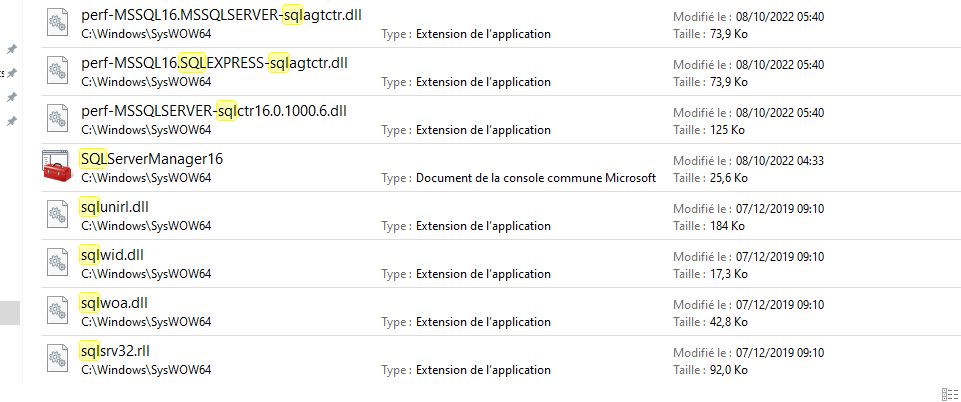 perf-MSSQL16.MSSQLSERVER-sqlagtctr.dll Modifié le : 08/10/2022 05:40
C:\Windows\SysWOW64 Type : Extension de l'application Taille : 73,9 Ko
perf-MSSQL16.SQLEXPRESS-sqlagtctr.dll Modifié le : 08/10/2022 05:40
C:\Windows\SysWOW64 Type : Extension de l'application Taille : 73,9 Ko
perf-MSSQLSERVER-sqlctr16.0.1000.6.dll Modifié le : 08/10/2022 05:40
C:\Windows\SysWOW64 Type : Extension de l'application Taille : 125 Ko
SQLServerManager16 Modifié le : 08/10/2022 04:33
C:\Windows\SysWOW64 Type : Document de la console commune Microsoft Taille : 25,6 Ko
sqlunirl.dll Modifié le : 07/12/2019 09:10
C:\Windows\SysWOW64 Type : Extension de l'application Taille : 184 Ko
sqlwid.dll Modifié le : 07/12/2019 09:10
C:\Windows\SysWOW64 Type : Extension de l'application Taille : 17,3 Ko
sqlwoa.dll Modifié le : 07/12/2019 09:10
C:\Windows\SysWOW64 Type : Extension de l'application Taille : 42,8 Ko
sqlsrv32.rll Modifié le : 07/12/2019 09:10
C:\Windows\SysWOW64 Type : Extension de l'application Taille : 92,0 Ko